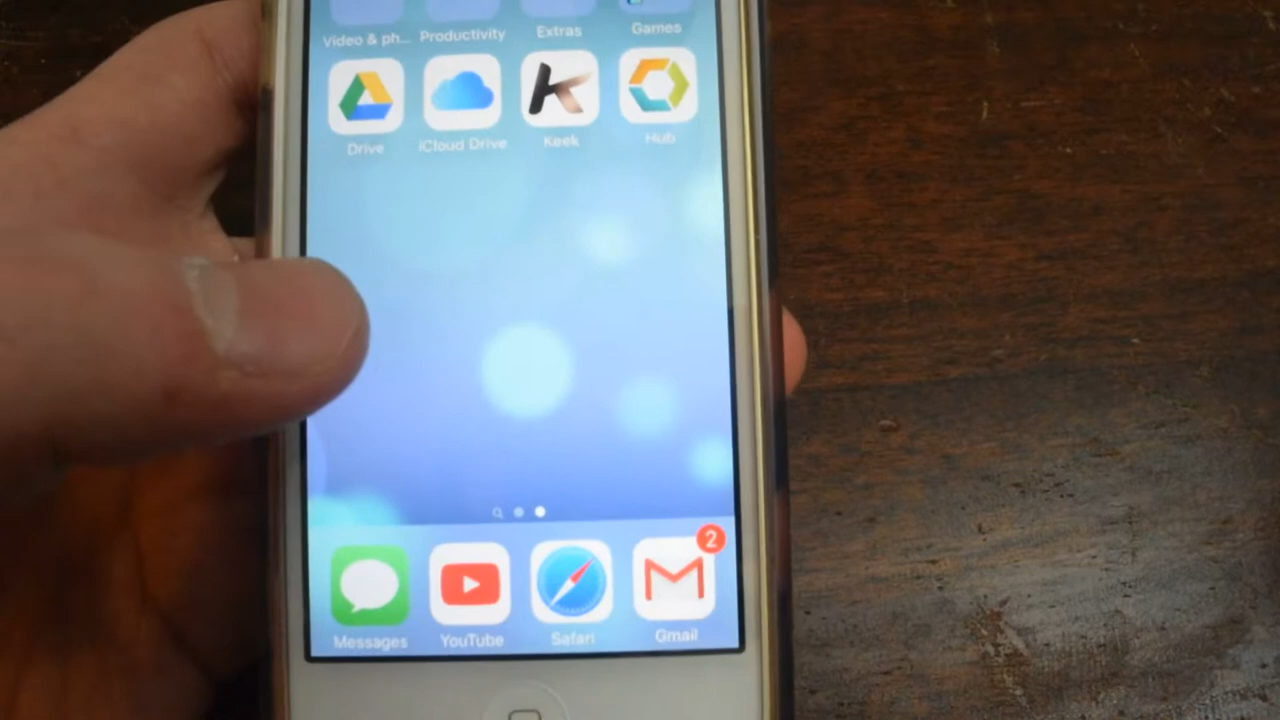 Video & ph... Productivity Extras Games
Drive iCloud Drive Keek Hub
2
Messages YouTube Safari Gmail